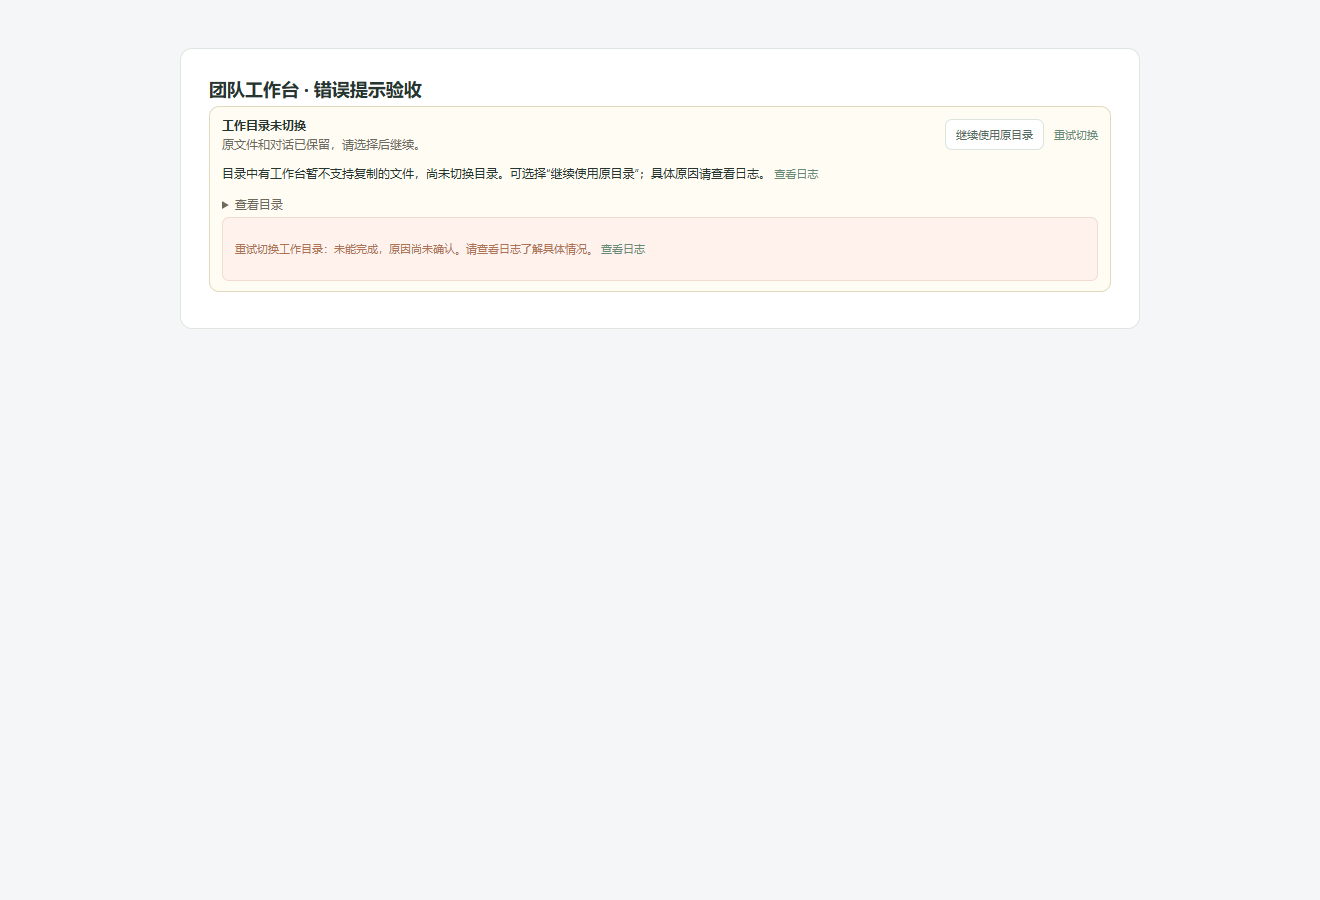 团队工作台 · 错误提示验收
工作目录未切换
原文件和对话已保留，请选择后继续。
继续使用原目录
重试切换
目录中有工作台暂不支持复制的文件，尚未切换目录。可选择“继续使用原目录”；具体原因请查看日志。 查看日志
查看目录
重试切换工作目录：未能完成，原因尚未确认。请查看日志了解具体情况。 查看日志